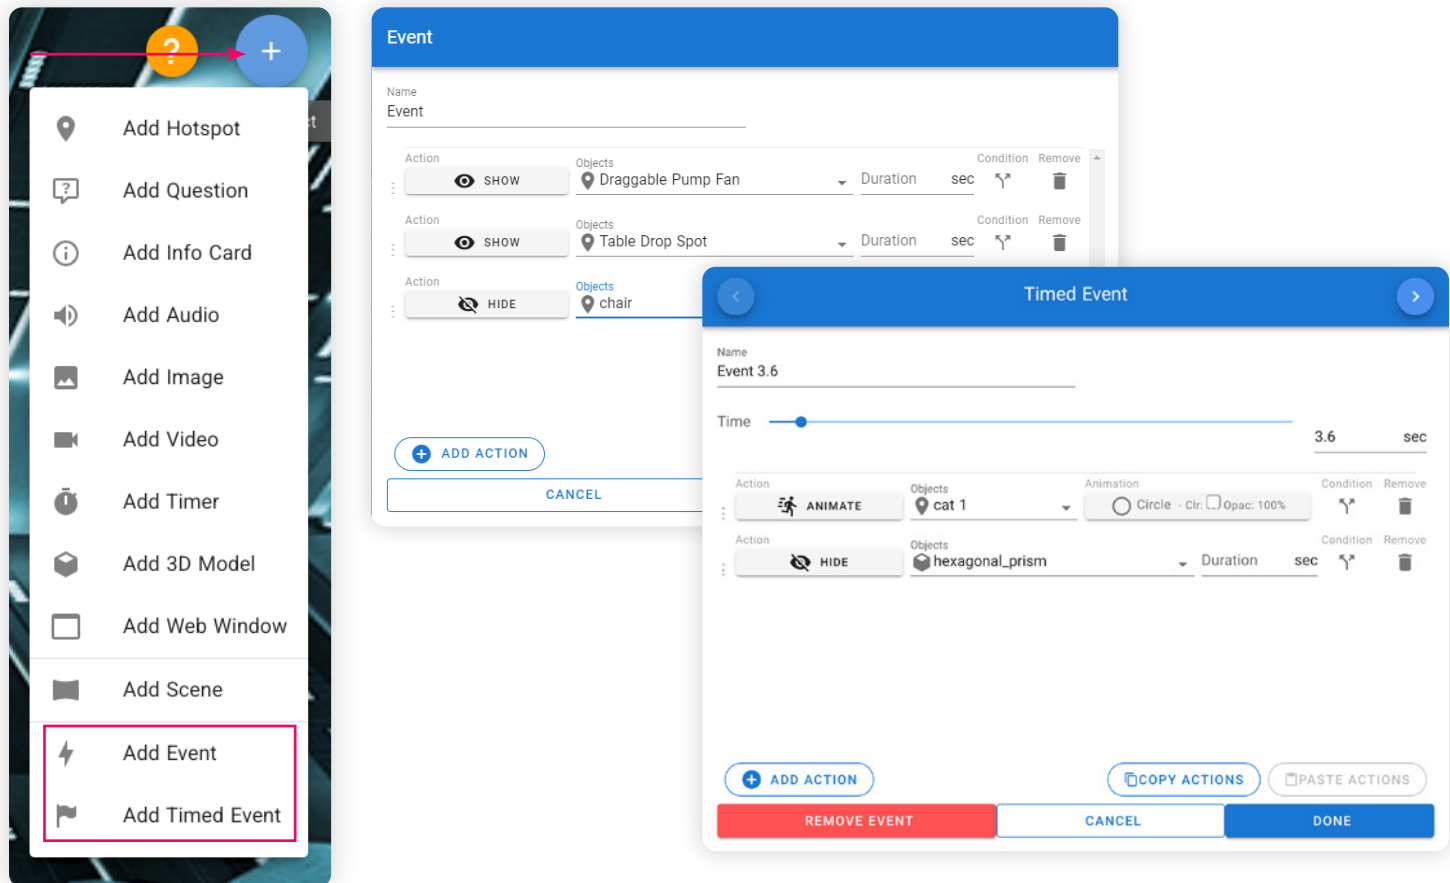 ?
+
ct
Add Hotspot
Add Question
Add Info Card
Add Audio
Add Image
Add Video
Add Timer
Add 3D Model
Add Web Window
Add Scene
Add Event
Add Timed Event
Event
Name
Event
Action Objects Condition Remove
SHOW Draggable Pump Fan Duration sec
Action Objects Condition Remove
SHOW Table Drop Spot Duration sec
Action Objects
HIDE chair
ADD ACTION
CANCEL
Timed Event
Name
Event 3.6
Time 3.6 sec
Action Objects Animation Condition Remove
ANIMATE cat 1 Circle - Clr: Opac: 100%
Action Objects Condition Remove
HIDE hexagonal_prism Duration sec
ADD ACTION COPY ACTIONS PASTE ACTIONS
REMOVE EVENT CANCEL DONE